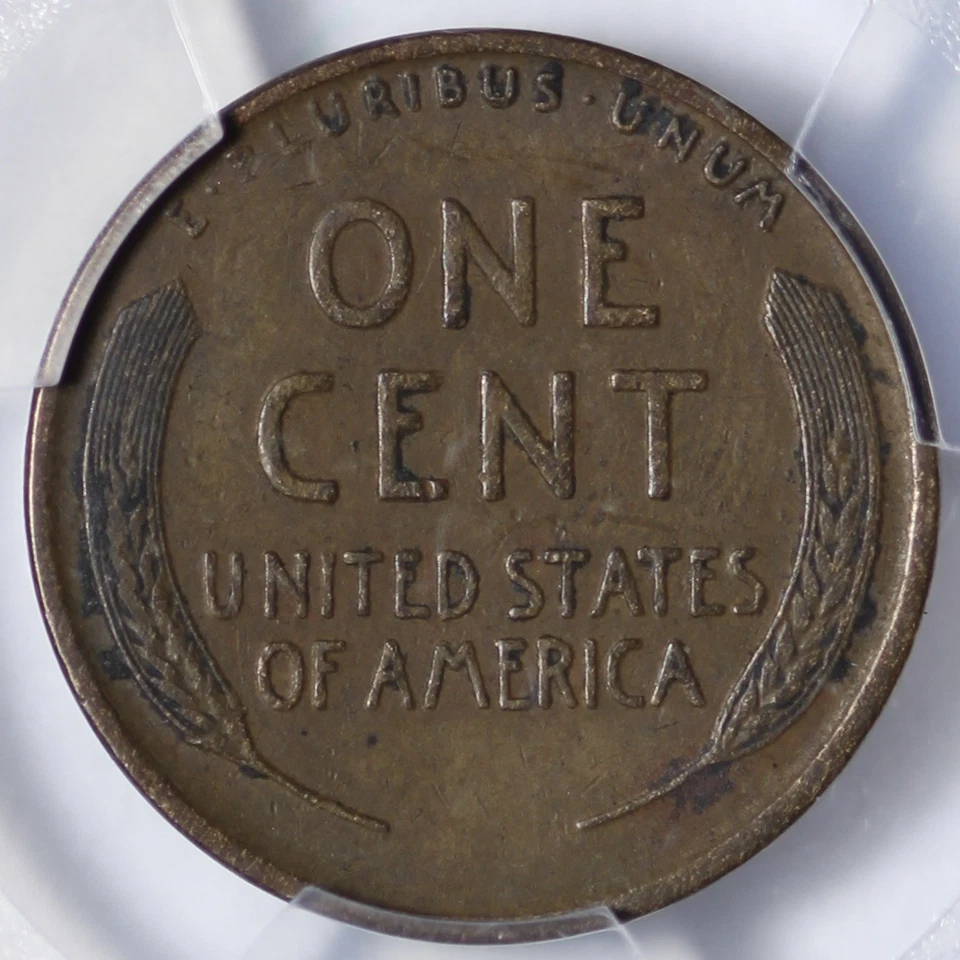 E · PLURIBUS · UNUM
ONE
CENT
UNITED STATES
OF AMERICA